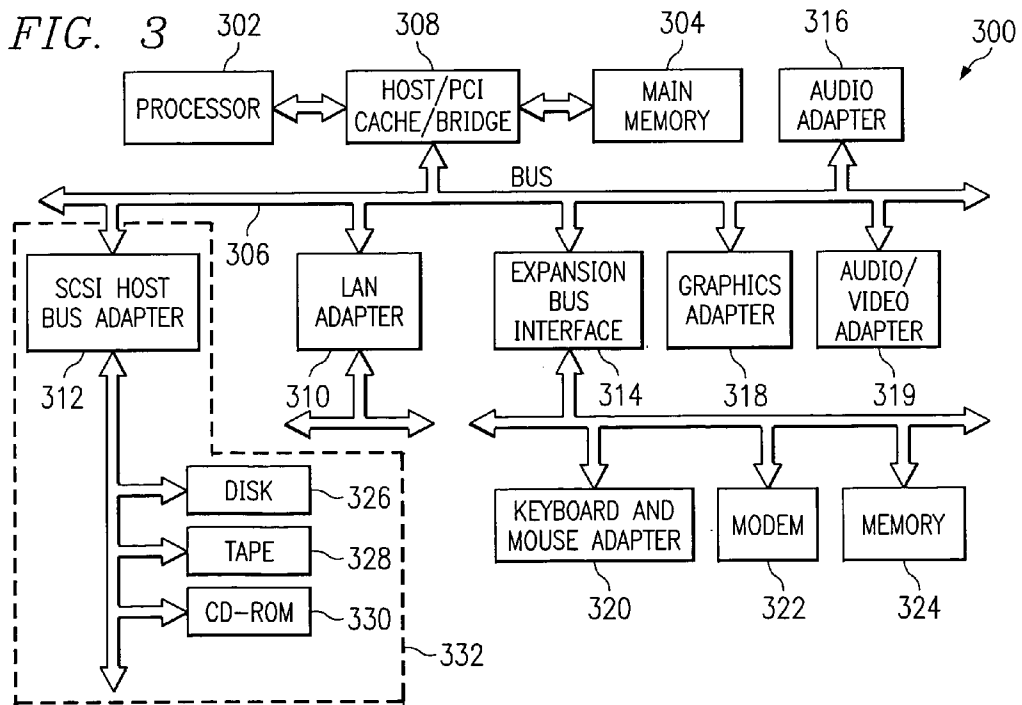 FIG. 3
302
308
304
316
300
PROCESSOR
HOST/PCI
CACHE/BRIDGE
MAIN
MEMORY
AUDIO
ADAPTER
BUS
306
SCSI HOST
BUS ADAPTER
LAN
ADAPTER
EXPANSION
BUS
INTERFACE
GRAPHICS
ADAPTER
AUDIO/
VIDEO
ADAPTER
312
310
314
318
319
DISK
326
TAPE
328
CD-ROM
330
332
KEYBOARD AND
MOUSE ADAPTER
MODEM
MEMORY
320
322
324